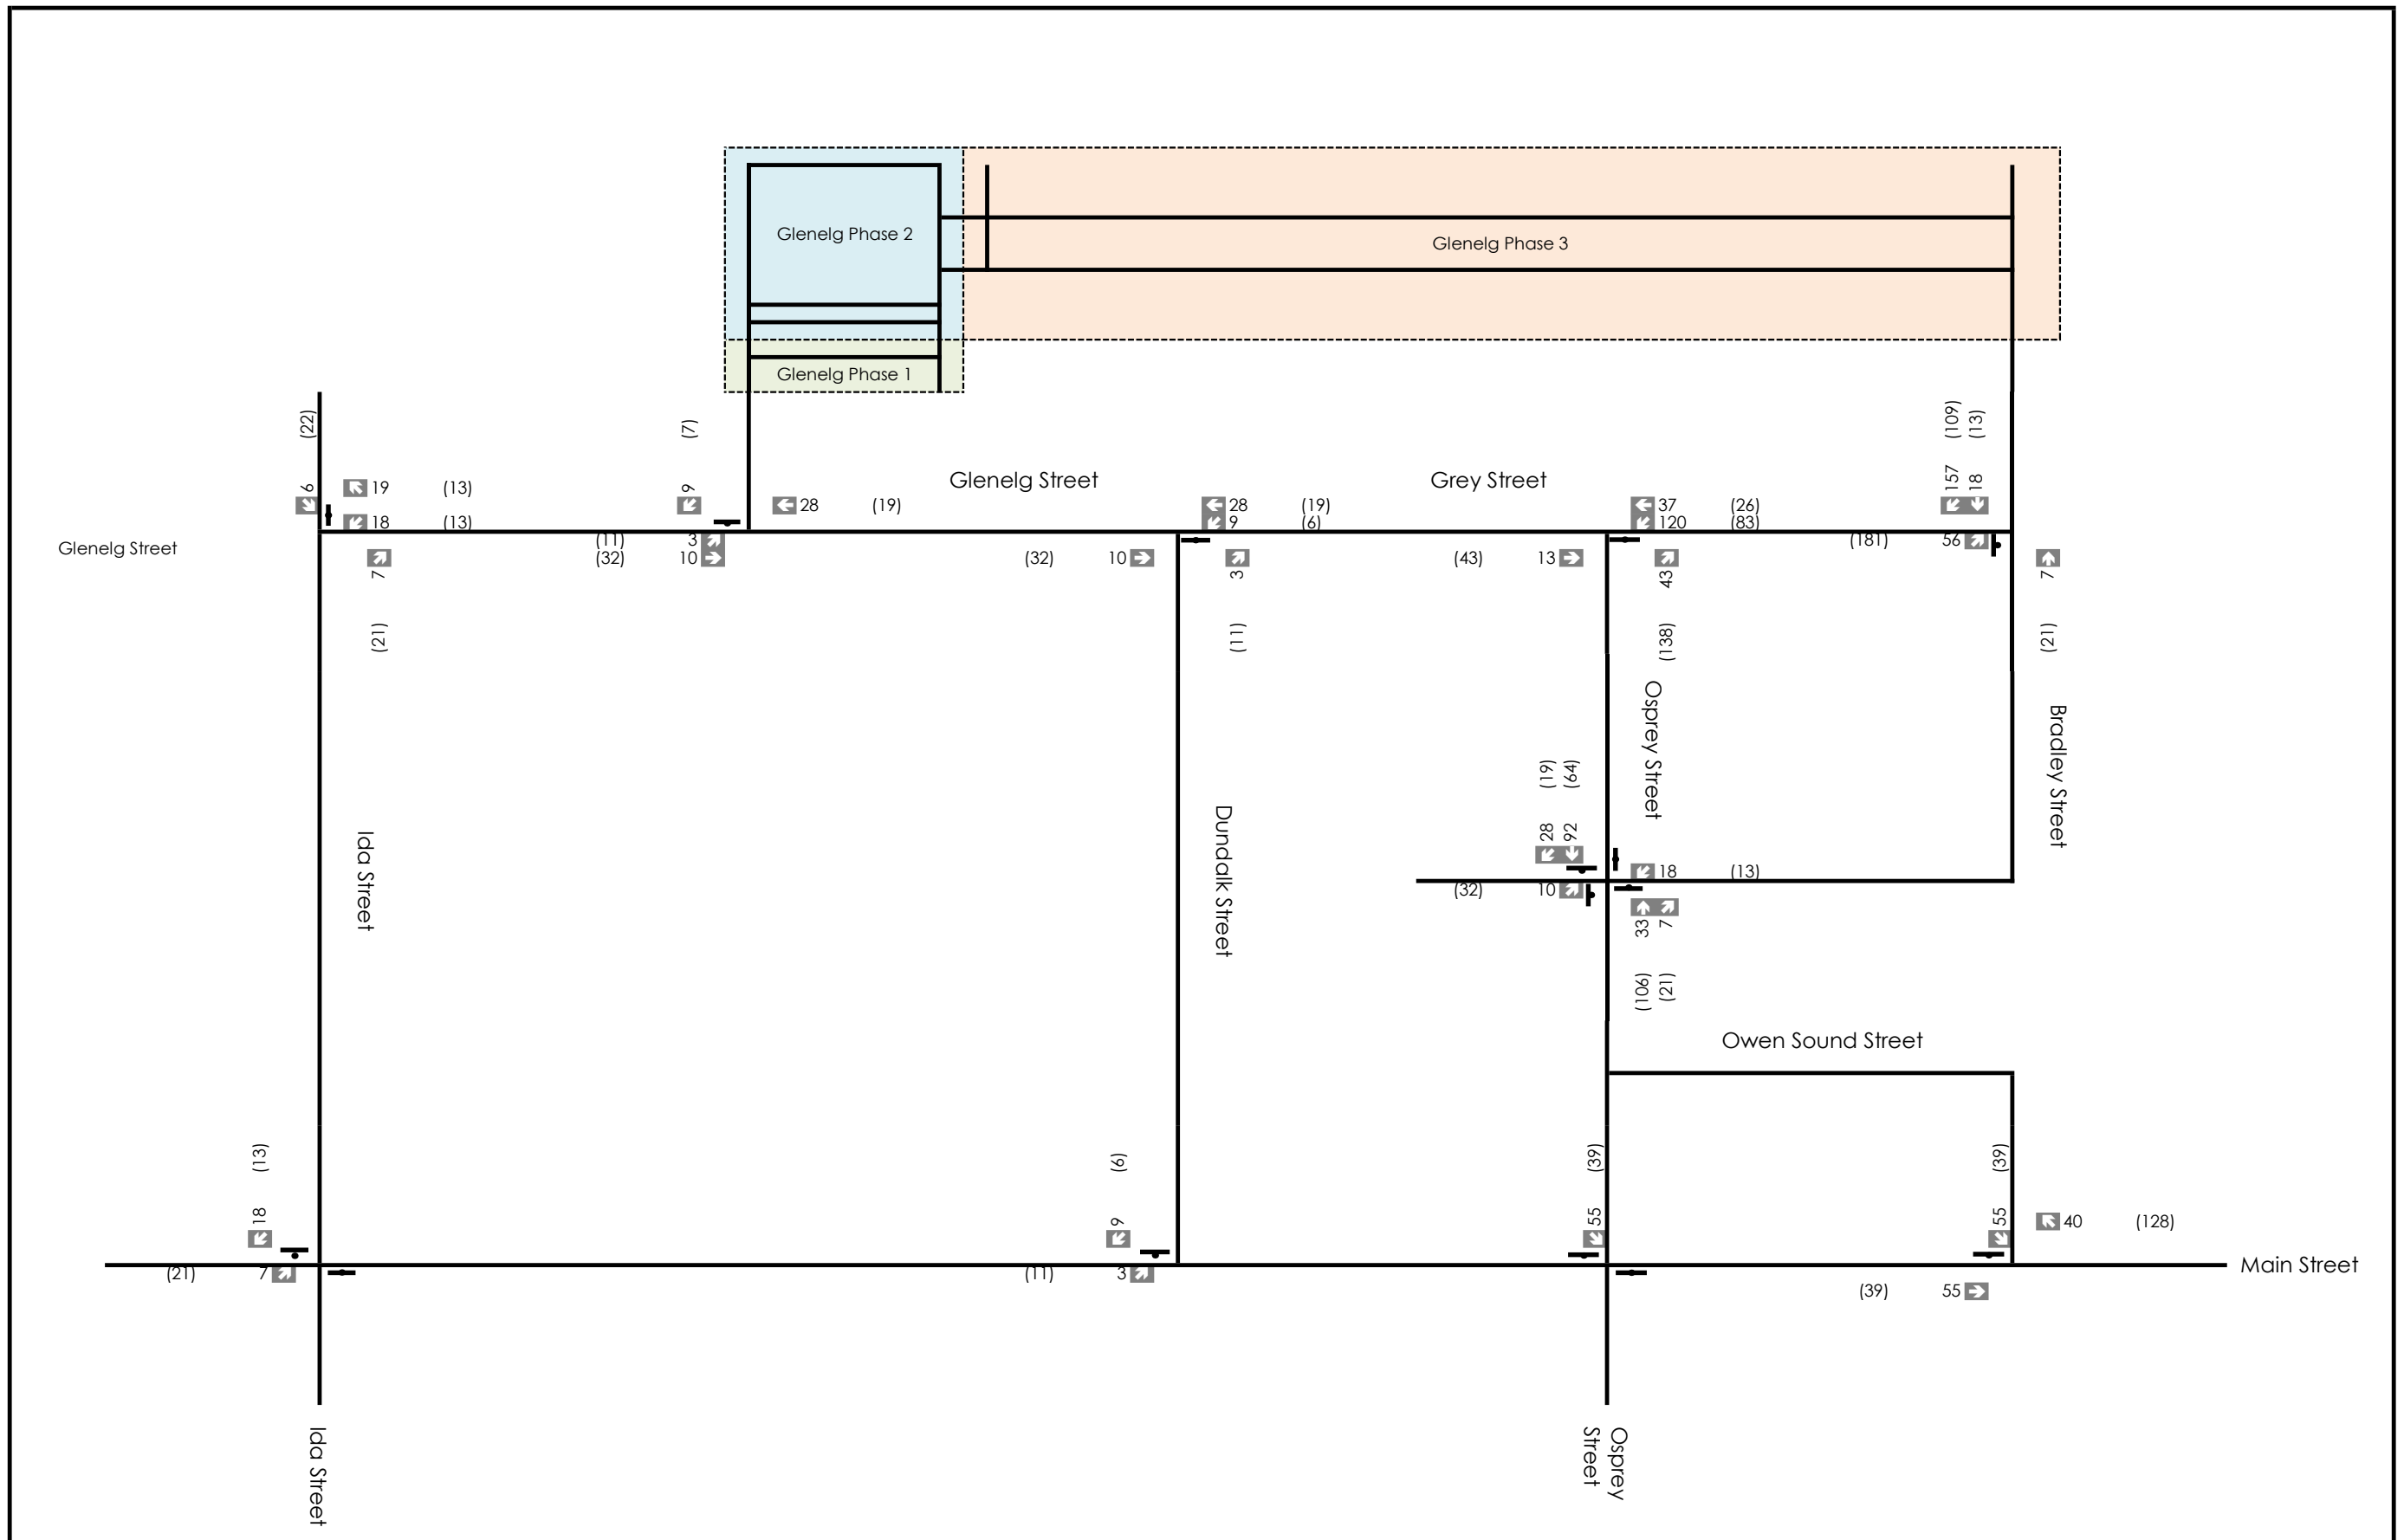 Glenelg Phase 2
Glenelg Phase 3
Glenelg Phase 1
(22)
6
19 (13)
18 (13)
(7)
9
Glenelg Street
28 (19)
Grey Street
28 (19)
9 (6)
37 (26)
120 (83)
(109) (13)
157 18
Glenelg Street
7
(21)
(11) 3
(32) 10
(32) 10
3
(11)
(43) 13
43
(138)
(181) 56
7
(21)
Osprey Street
Bradley Street
Ida Street
Dundalk Street
(19) (64)
28 92
18 (13)
(32) 10
33 7
(106) (21)
Owen Sound Street
(13)
18
(21) 7
(6)
9
(11) 3
(39)
55
(39)
55
40 (128)
Main Street
(39) 55
Ida Street
Osprey
Street